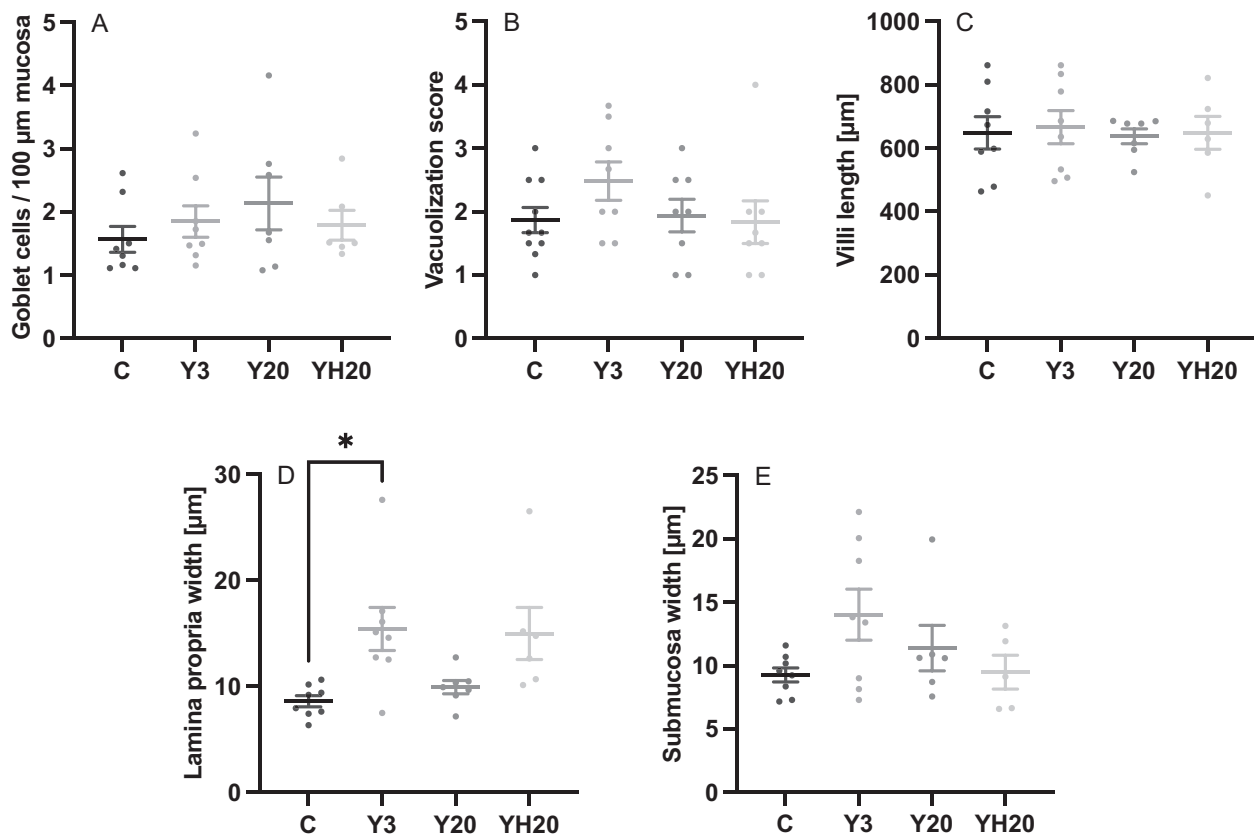 A
Goblet cells / 100 µm mucosa
5
4
3
2
1
0
C Y3 Y20 YH20
B
Vacuolization score
5
4
3
2
1
0
C Y3 Y20 YH20
C
Villi length [µm]
1000
800
600
400
200
0
C Y3 Y20 YH20
D
Lamina propria width [µm]
30
20
10
0
*
C Y3 Y20 YH20
E
Submucosa width [µm]
25
20
15
10
5
0
C Y3 Y20 YH20